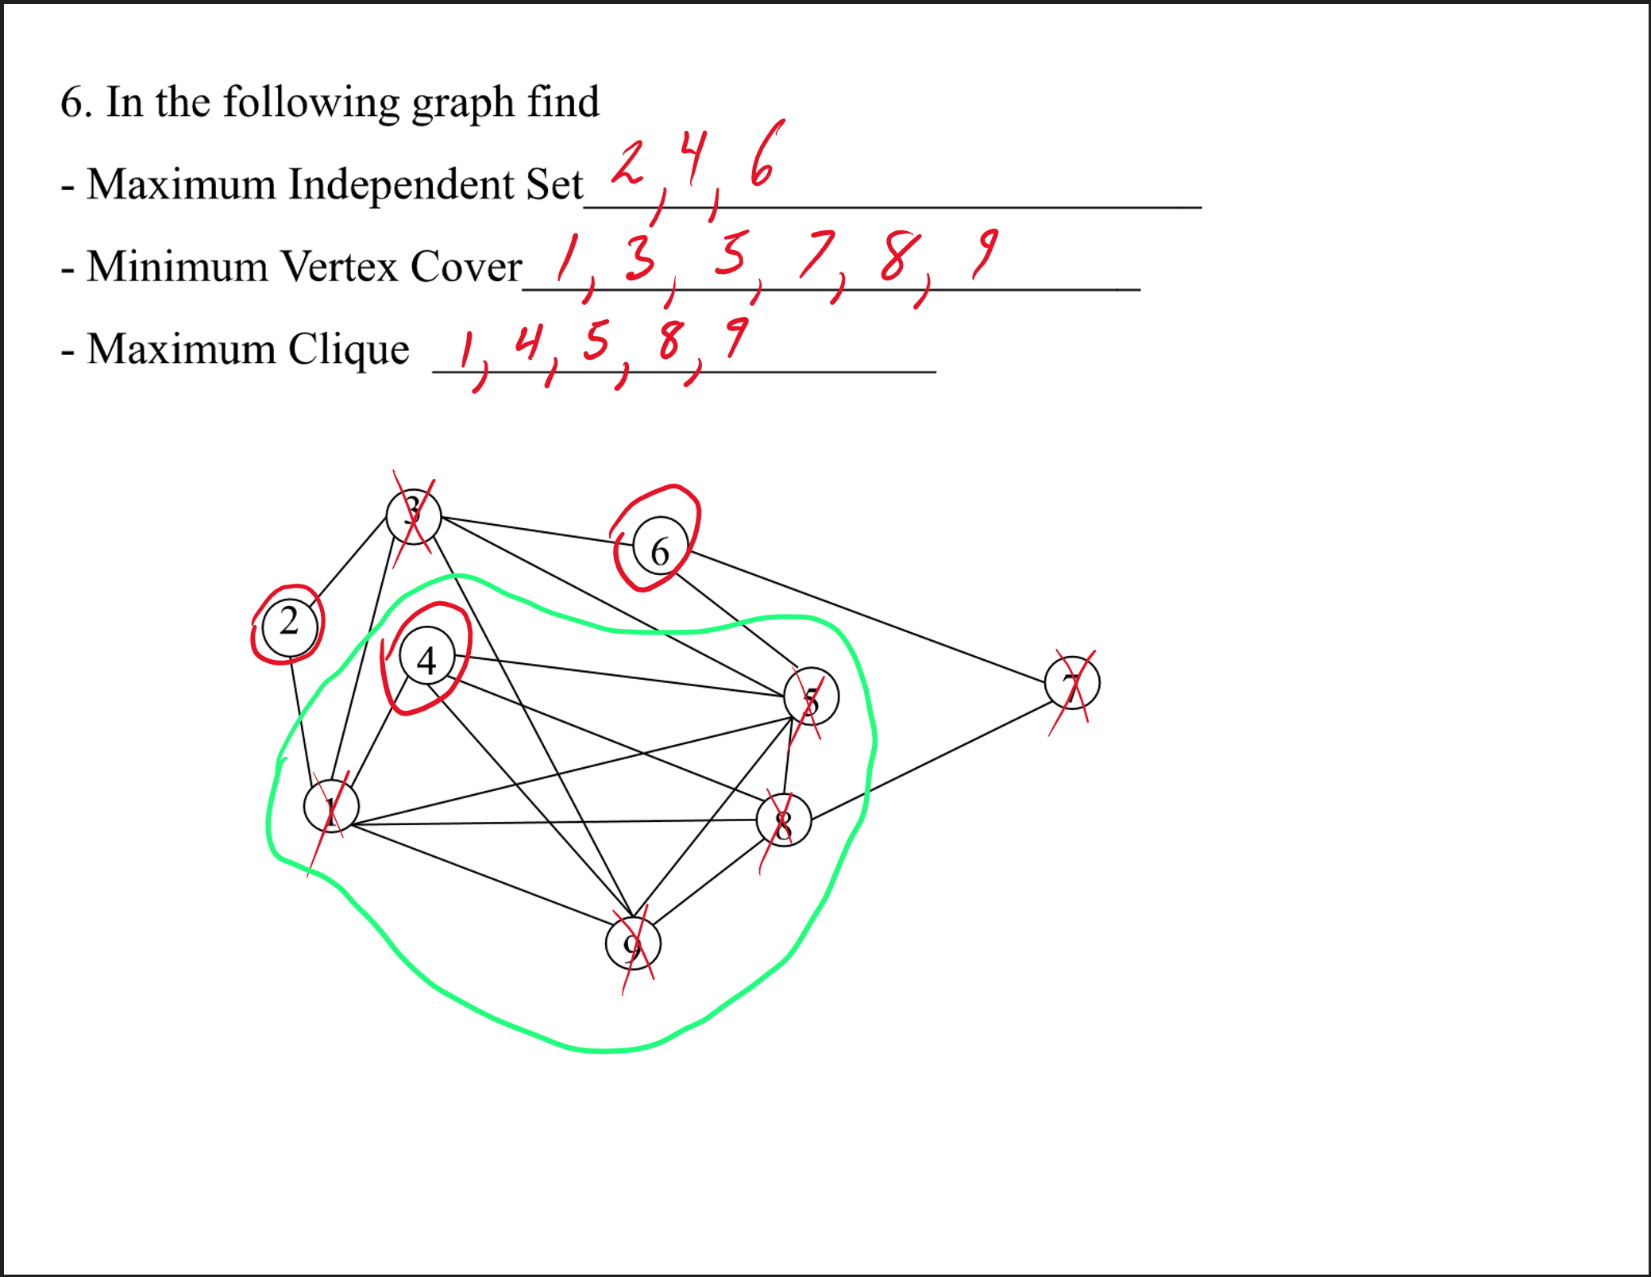 6. In the following graph find
- Maximum Independent Set 2, 4, 6
- Minimum Vertex Cover 1, 3, 5, 7, 8, 9
- Maximum Clique 1, 4, 5, 8, 9
3
6
2
4
7
5
1
8
9